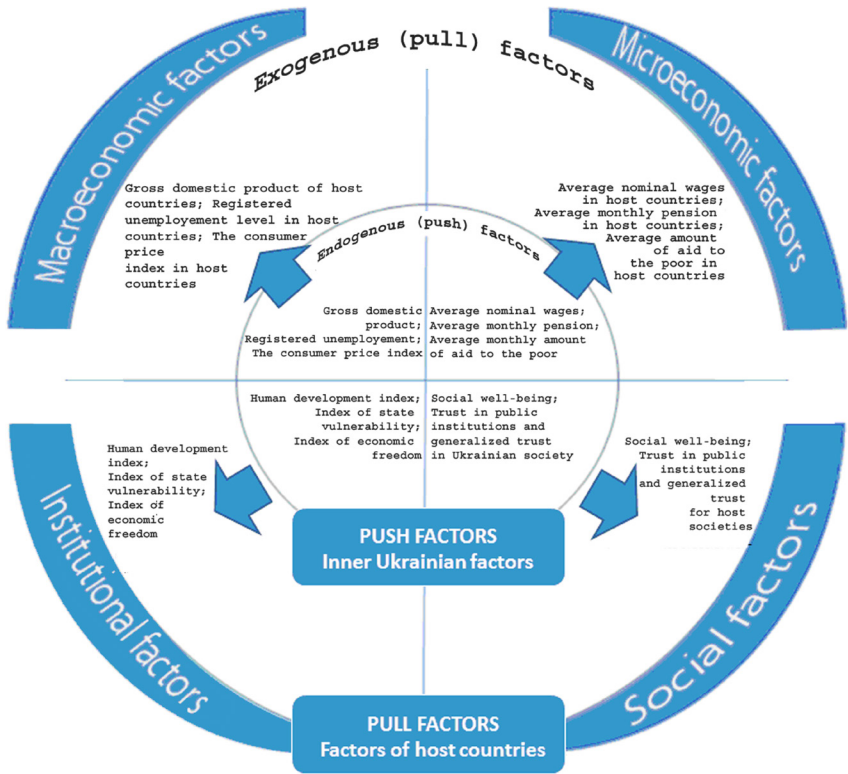 Exogenous (pull) factors
Macroeconomic factors
Microeconomic factors
Gross domestic product of host
countries; Registered
unemployement level in host
countries; The consumer
price
index in host
countries
Average nominal wages
in host countries;
Average monthly pension
in host countries;
Average amount
of aid to
the poor in
host countries
Endogenous (push) factors
Gross domestic
product;
Registered unemployement;
The consumer price index
Average nominal wages;
Average monthly pension;
Average monthly amount
of aid to the poor
Human development index;
Index of state
vulnerability;
Index of economic
freedom
Social well-being;
Trust in public
institutions and
generalized trust
in Ukrainian society
Human development
index;
Index of state
vulnerability;
Index of
economic
freedom
Social well-being;
Trust in public
institutions
and generalized
trust
for host
societies
Institutional factors
Social factors
PUSH FACTORS
Inner Ukrainian factors
PULL FACTORS
Factors of host countries